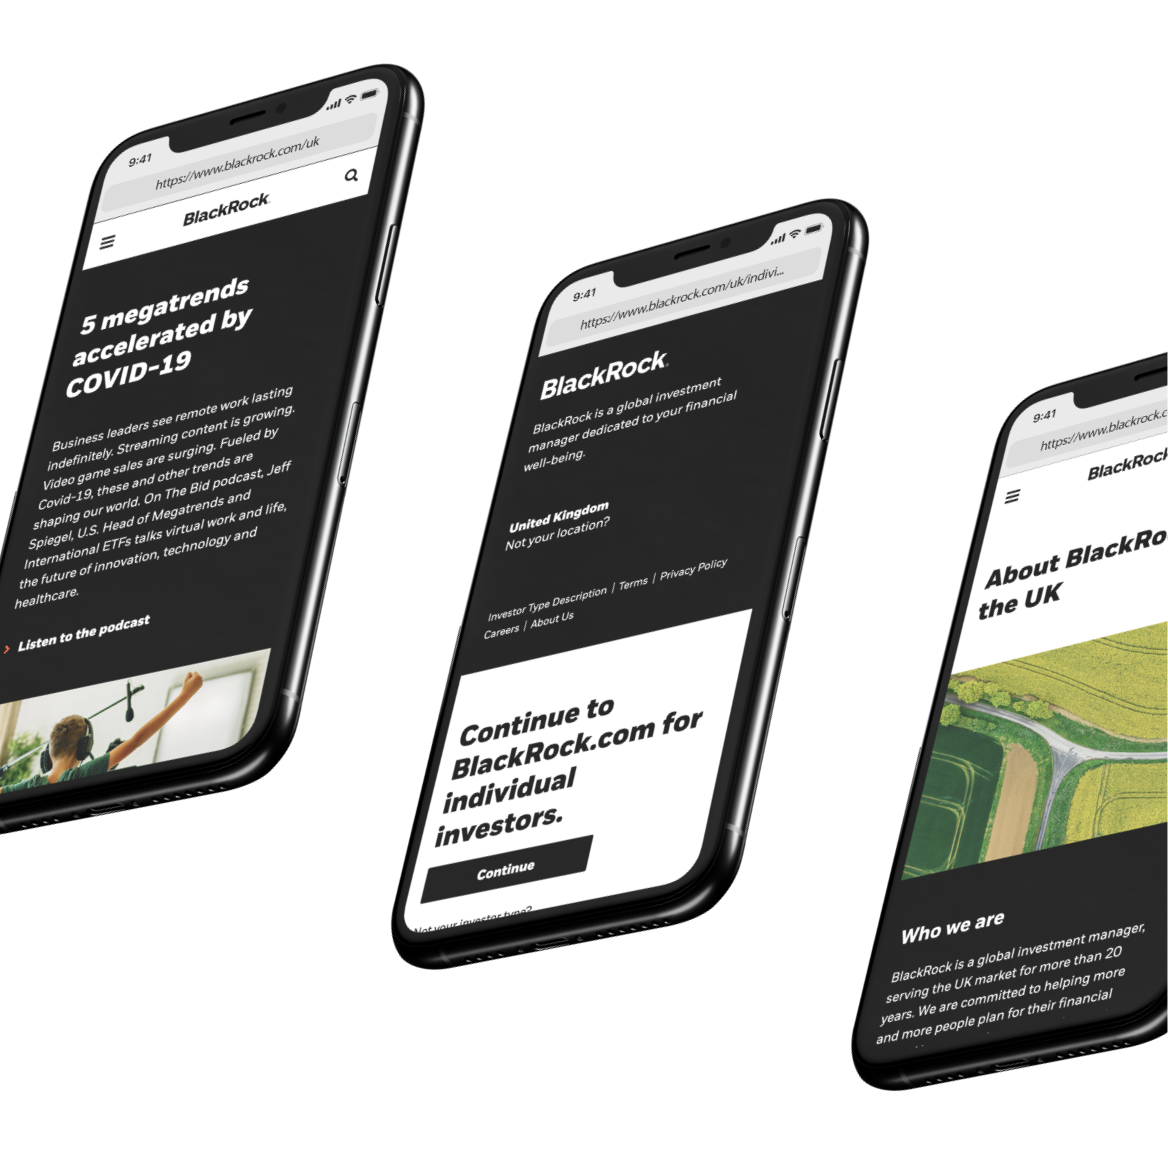 9:41
https://www.blackrock.com/uk
BlackRock
5 megatrends
accelerated by
COVID-19
Business leaders see remote work lasting
indefinitely. Streaming content is growing.
Video game sales are surging. Fueled by
Covid-19, these and other trends are
shaping our world. On The Bid podcast, Jeff
Spiegel, U.S. Head of Megatrends and
International ETFs talks virtual work and life,
the future of innovation, technology and
healthcare.
Listen to the podcast
9:41
https://www.blackrock.com/uk/indivi...
BlackRock
BlackRock is a global investment
manager dedicated to your financial
well-being.
United Kingdom
Not your location?
Investor Type Description | Terms | Privacy Policy
Careers | About Us
Continue to
BlackRock.com for
individual
investors.
Continue
Not your investor type?
9:41
https://www.blackrock.c
BlackRock
About BlackRo
the UK
Who we are
BlackRock is a global investment manager,
serving the UK market for more than 20
years. We are committed to helping more
and more people plan for their financial